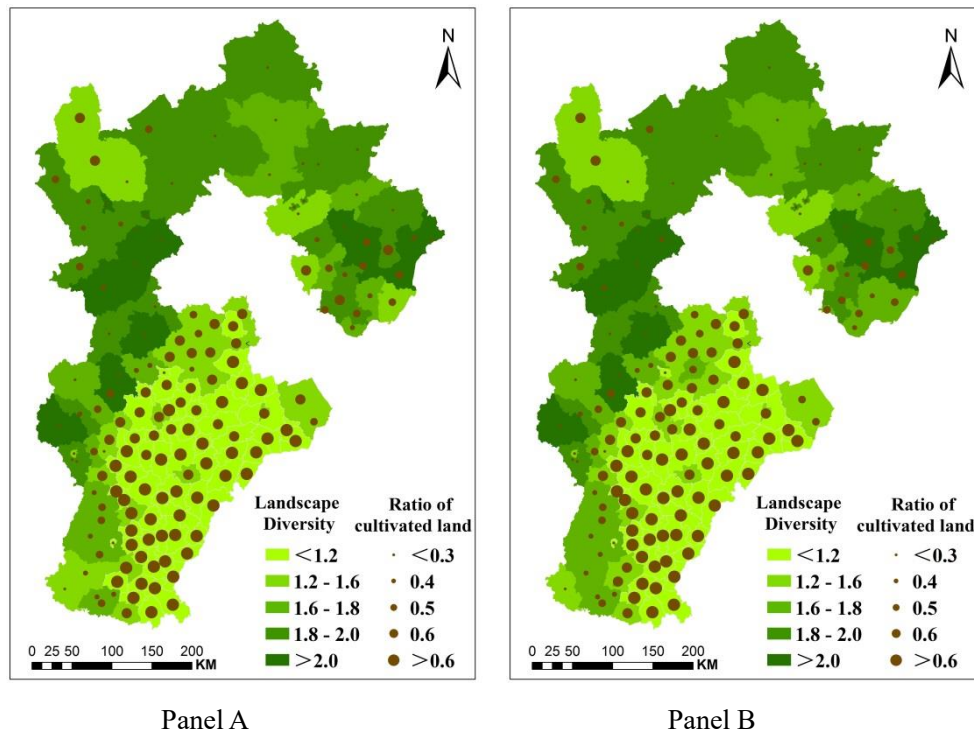 N
Landscape Diversity
Ratio of cultivated land
＜1.2
＜0.3
1.2 - 1.6
0.4
1.6 - 1.8
0.5
1.8 - 2.0
0.6
＞2.0
＞0.6
0 25 50 100 150 200
KM
N
Landscape Diversity
Ratio of cultivated land
＜1.2
＜0.3
1.2 - 1.6
0.4
1.6 - 1.8
0.5
1.8 - 2.0
0.6
＞2.0
＞0.6
0 25 50 100 150 200
KM
Panel A
Panel B